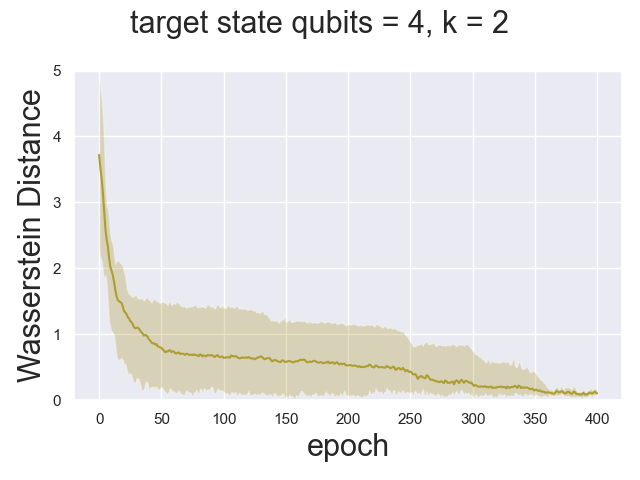 target state qubits = 4, k = 2
5
4
3
2
1
0
Wasserstein Distance
0 50 100 150 200 250 300 350 400
epoch